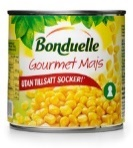 Bonduelle
Gourmet Majs
UTAN TILLSATT SOCKER!